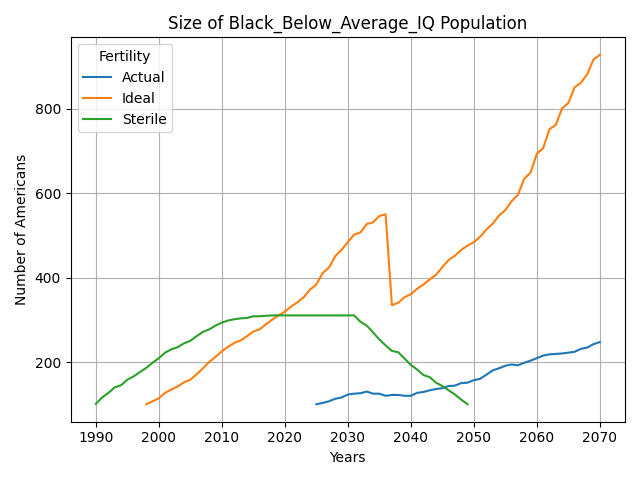 Size of Black_Below_Average_IQ Population
Fertility
Actual
Ideal
Sterile
Number of Americans
800
600
400
200
1990 2000 2010 2020 2030 2040 2050 2060 2070
Years